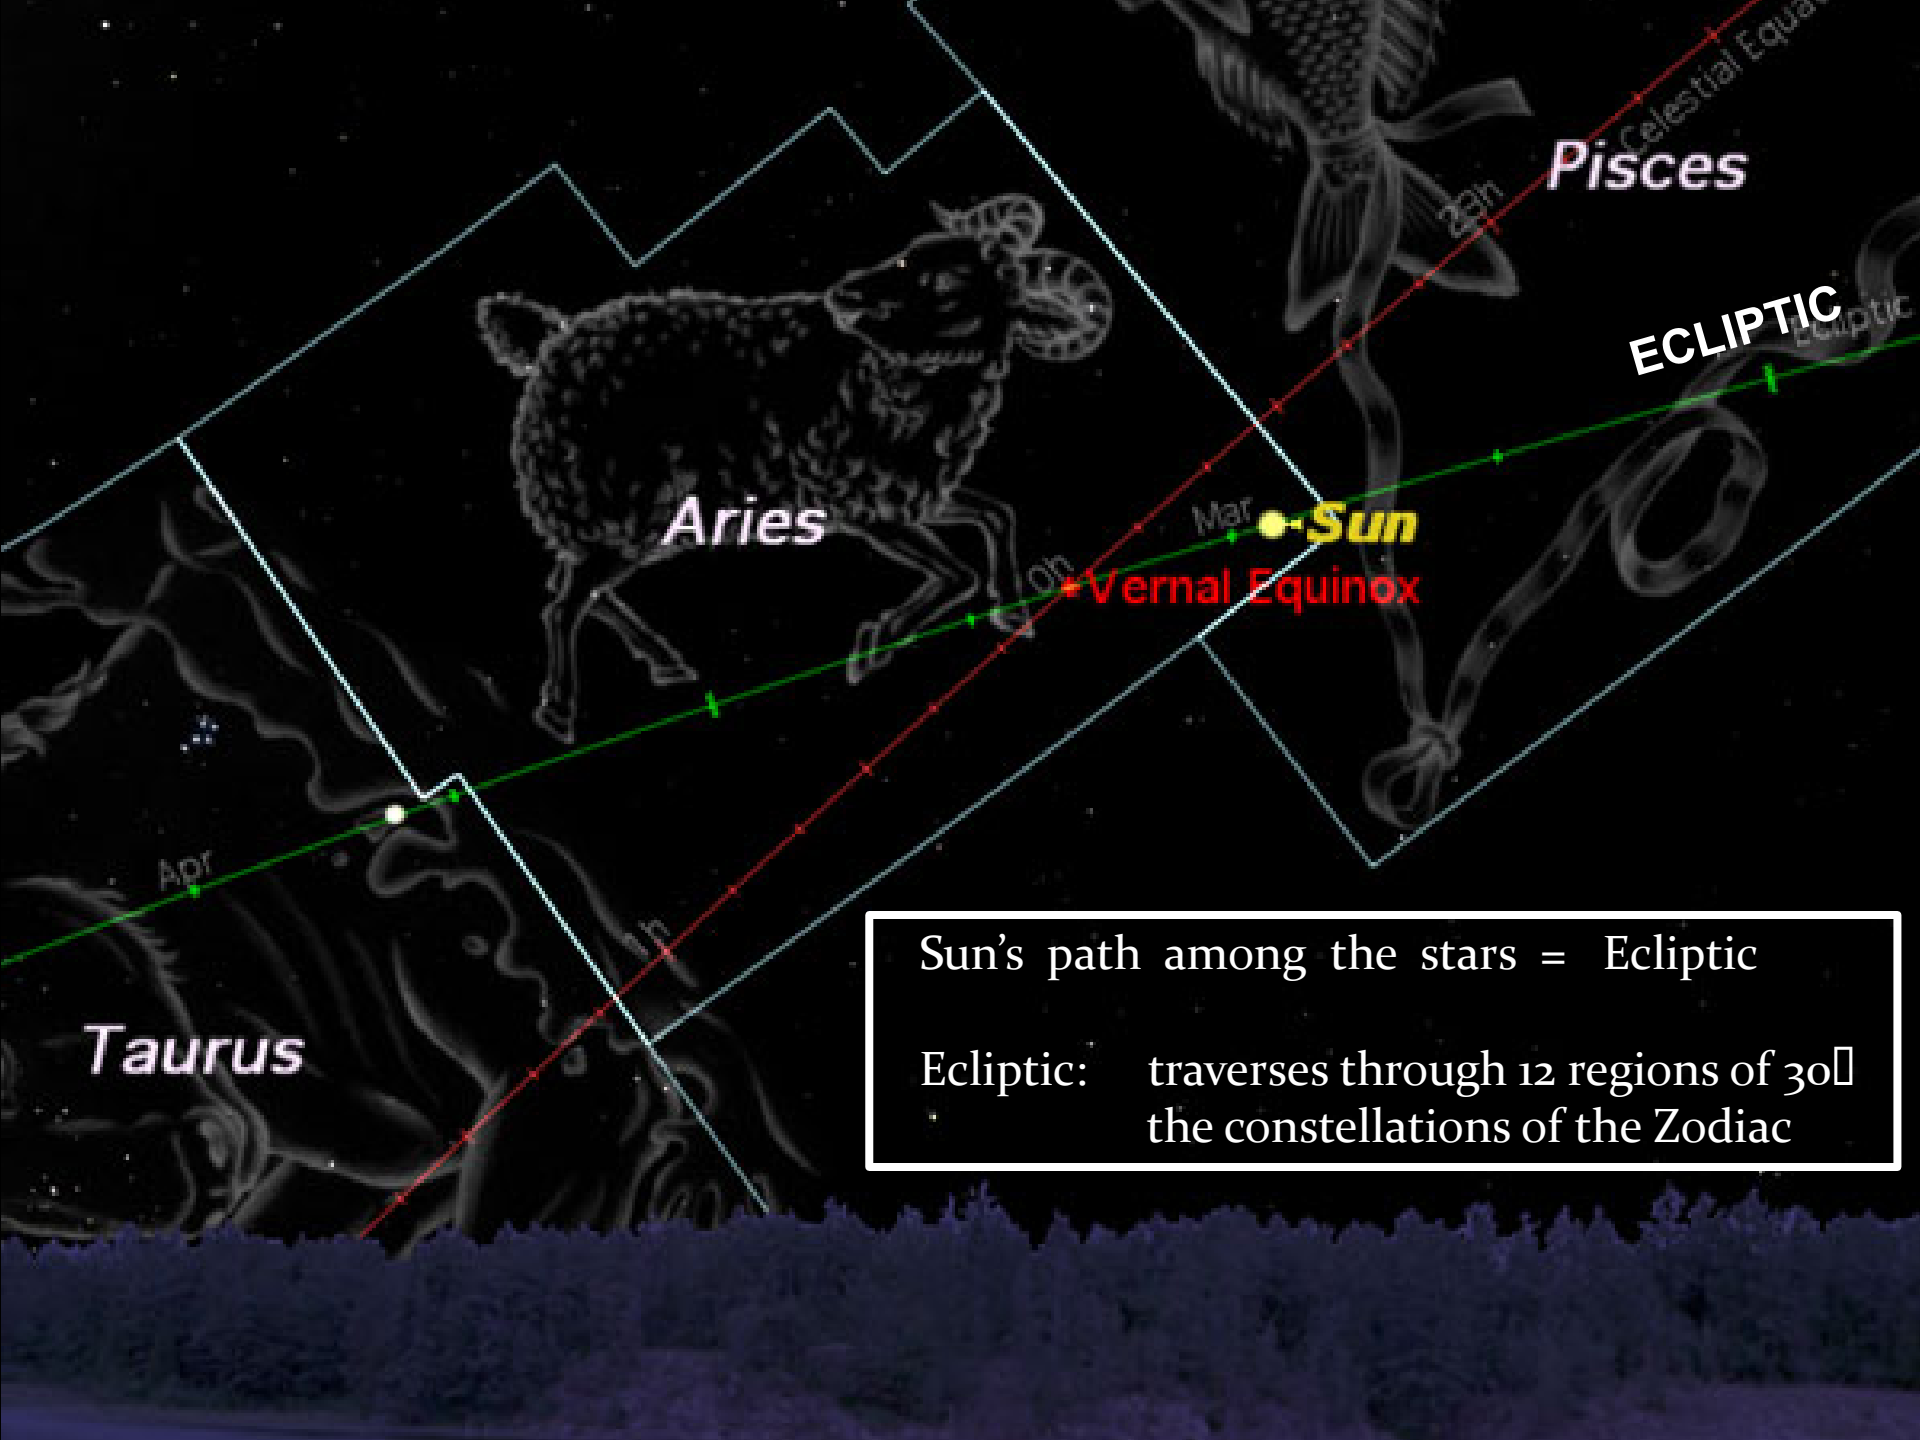 Celestial Equa
Pisces
23h
ECLIPTIC
Ecliptic
Aries
Mar
Sun
0h
Vernal Equinox
Apr
Taurus
Sun’s path among the stars = Ecliptic
Ecliptic: traverses through 12 regions of 30▯
the constellations of the Zodiac